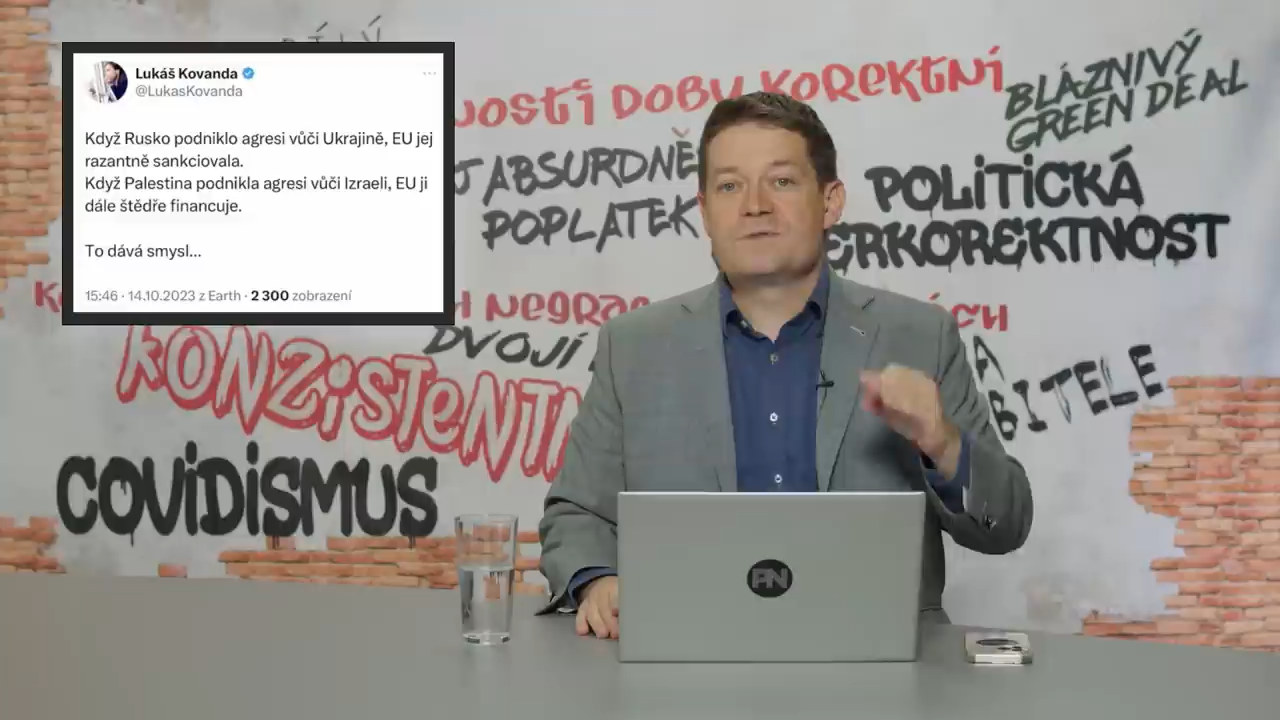 Lukáš Kovanda
@LukasKovanda
Když Rusko podniklo agresi vůči Ukrajině, EU jej
razantně sankciovala.
Když Palestina podnikla agresi vůči Izraeli, EU ji
dále štědře financuje.
To dává smysl...
15:46 · 14.10.2023 z Earth · 2 300 zobrazení
DOBY KOREKTNÍ
BLÁZNIVÝ
GREEN DEAL
ABSURDNĚ
POPLATEK
POLITICKÁ
DVOJÍ
COVIDISMUS
PN